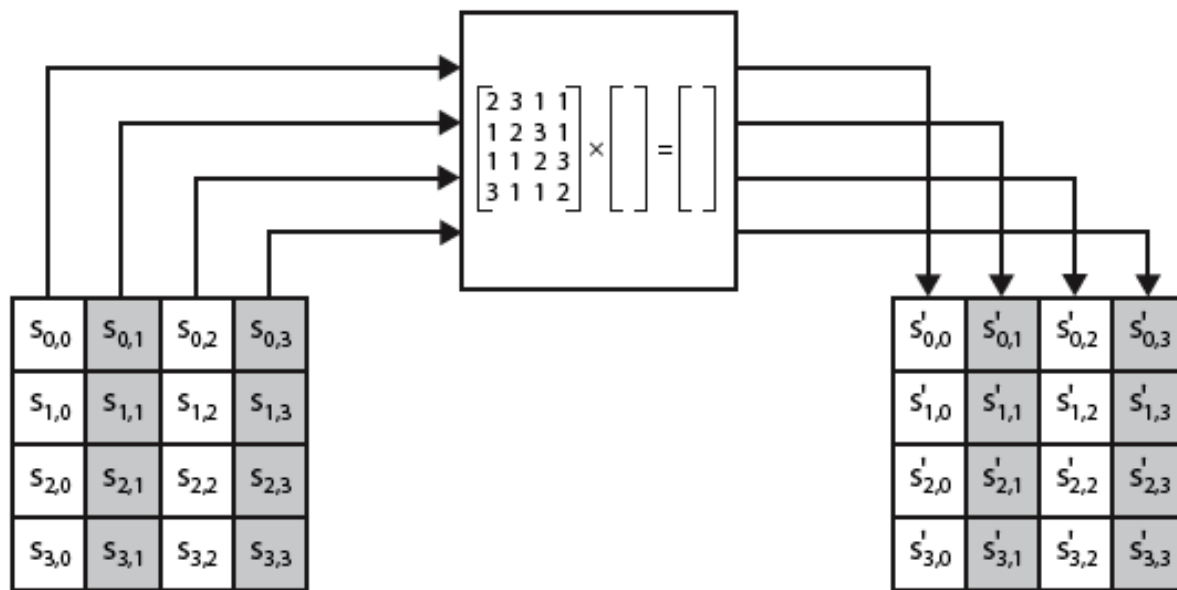 2 3 1 1
1 2 3 1
1 1 2 3
3 1 1 2
× =
S0,0 S0,1 S0,2 S0,3
S1,0 S1,1 S1,2 S1,3
S2,0 S2,1 S2,2 S2,3
S3,0 S3,1 S3,2 S3,3
S'0,0 S'0,1 S'0,2 S'0,3
S'1,0 S'1,1 S'1,2 S'1,3
S'2,0 S'2,1 S'2,2 S'2,3
S'3,0 S'3,1 S'3,2 S'3,3